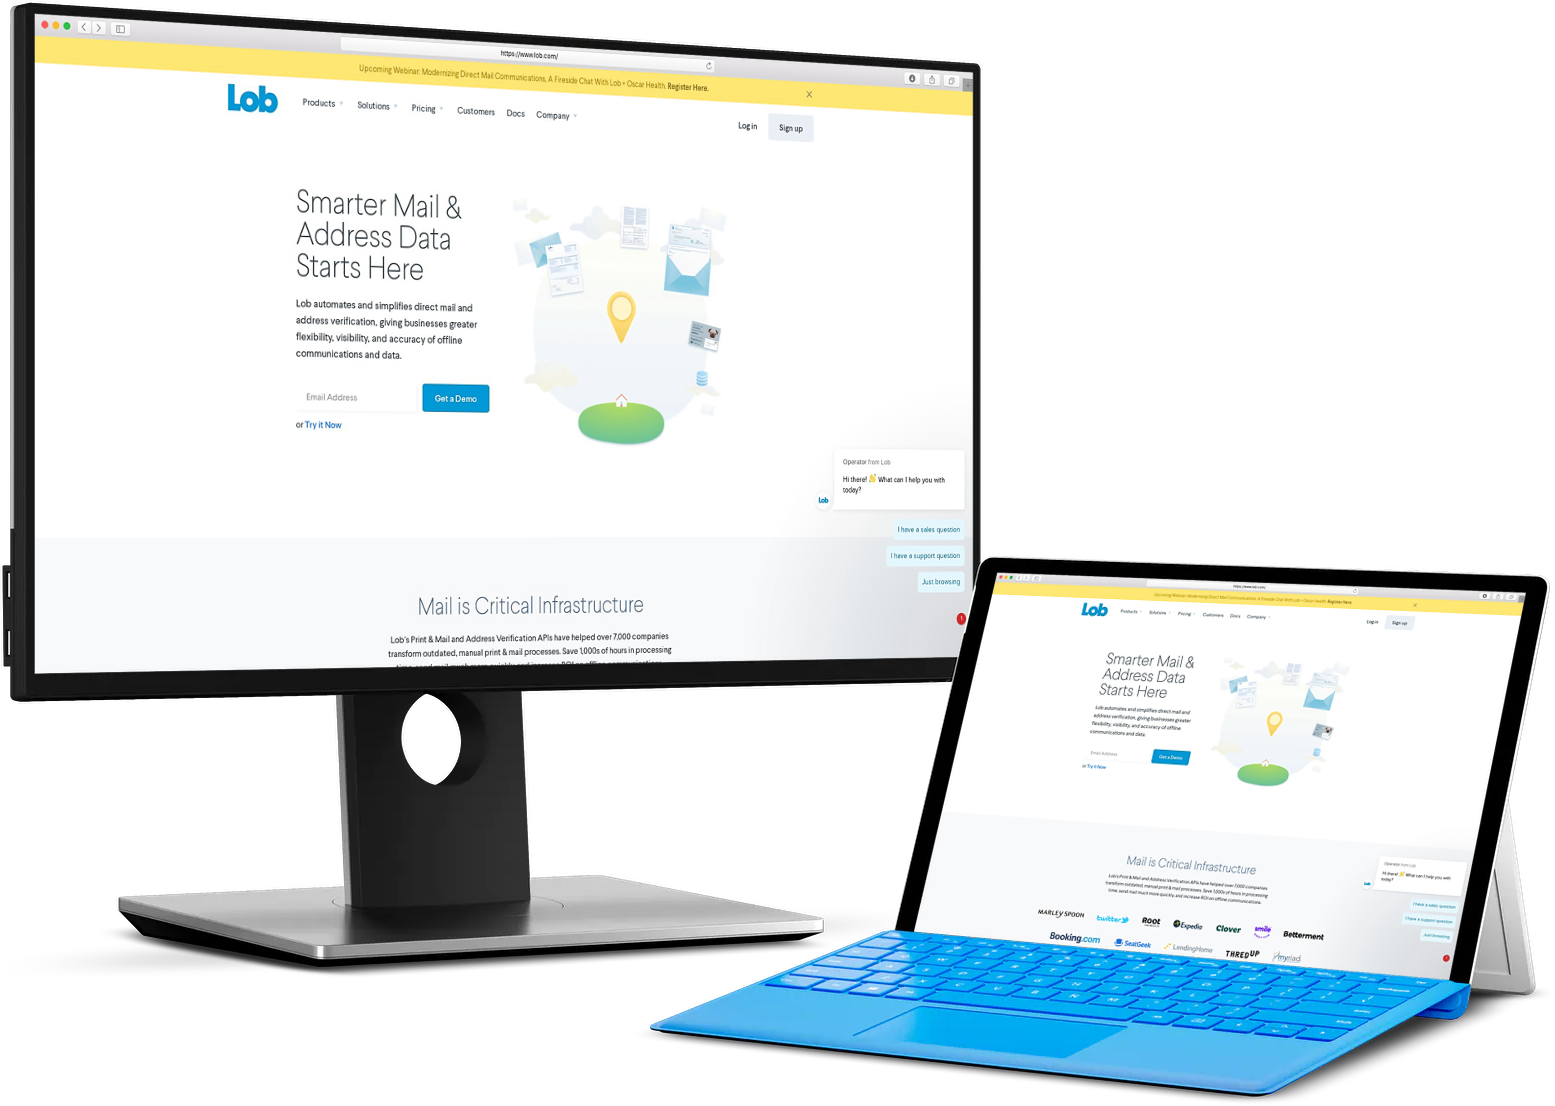 https://www.lob.com/
Upcoming Webinar: Modernizing Direct Mail Communications, A Fireside Chat With Lob + Oscar Health. Register Here.
Lob
Products
Solutions
Pricing
Customers
Docs
Company
Log in
Sign up
Smarter Mail &
Address Data
Starts Here
Lob automates and simplifies direct mail and
address verification, giving businesses greater
flexibility, visibility, and accuracy of offline
communications and data.
Email Address
Get a Demo
or Try it Now
Operator from Lob
Hi there! 👋 What can I help you with
today?
Lob
I have a sales question
I have a support question
Just browsing
1
Mail is Critical Infrastructure
Lob's Print & Mail and Address Verification APIs have helped over 7,000 companies
transform outdated, manual print & mail processes. Save 1,000s of hours in processing
https://www.lob.com/
Upcoming Webinar: Modernizing Direct Mail Communications, A Fireside Chat With Lob + Oscar Health. Register Here.
Lob
Products
Solutions
Pricing
Customers
Docs
Company
Log in
Sign up
Smarter Mail &
Address Data
Starts Here
Lob automates and simplifies direct mail and
address verification, giving businesses greater
flexibility, visibility, and accuracy of offline
communications and data.
Email Address
Get a Demo
or Try it Now
Mail is Critical Infrastructure
Lob's Print & Mail and Address Verification APIs have helped over 7,000 companies
transform outdated, manual print & mail processes. Save 1,000s of hours in processing
time, send mail much more quickly, and increase ROI on offline communications.
Operator from Lob
Hi there! 👋 What can I help you with
today?
Lob
I have a sales question
I have a support question
Just browsing
MARLEY SPOON
twitter
ROOT
Expedia
Clover
smile
Betterment
Booking.com
SeatGeek
LendingHome
THREDUP
myriad